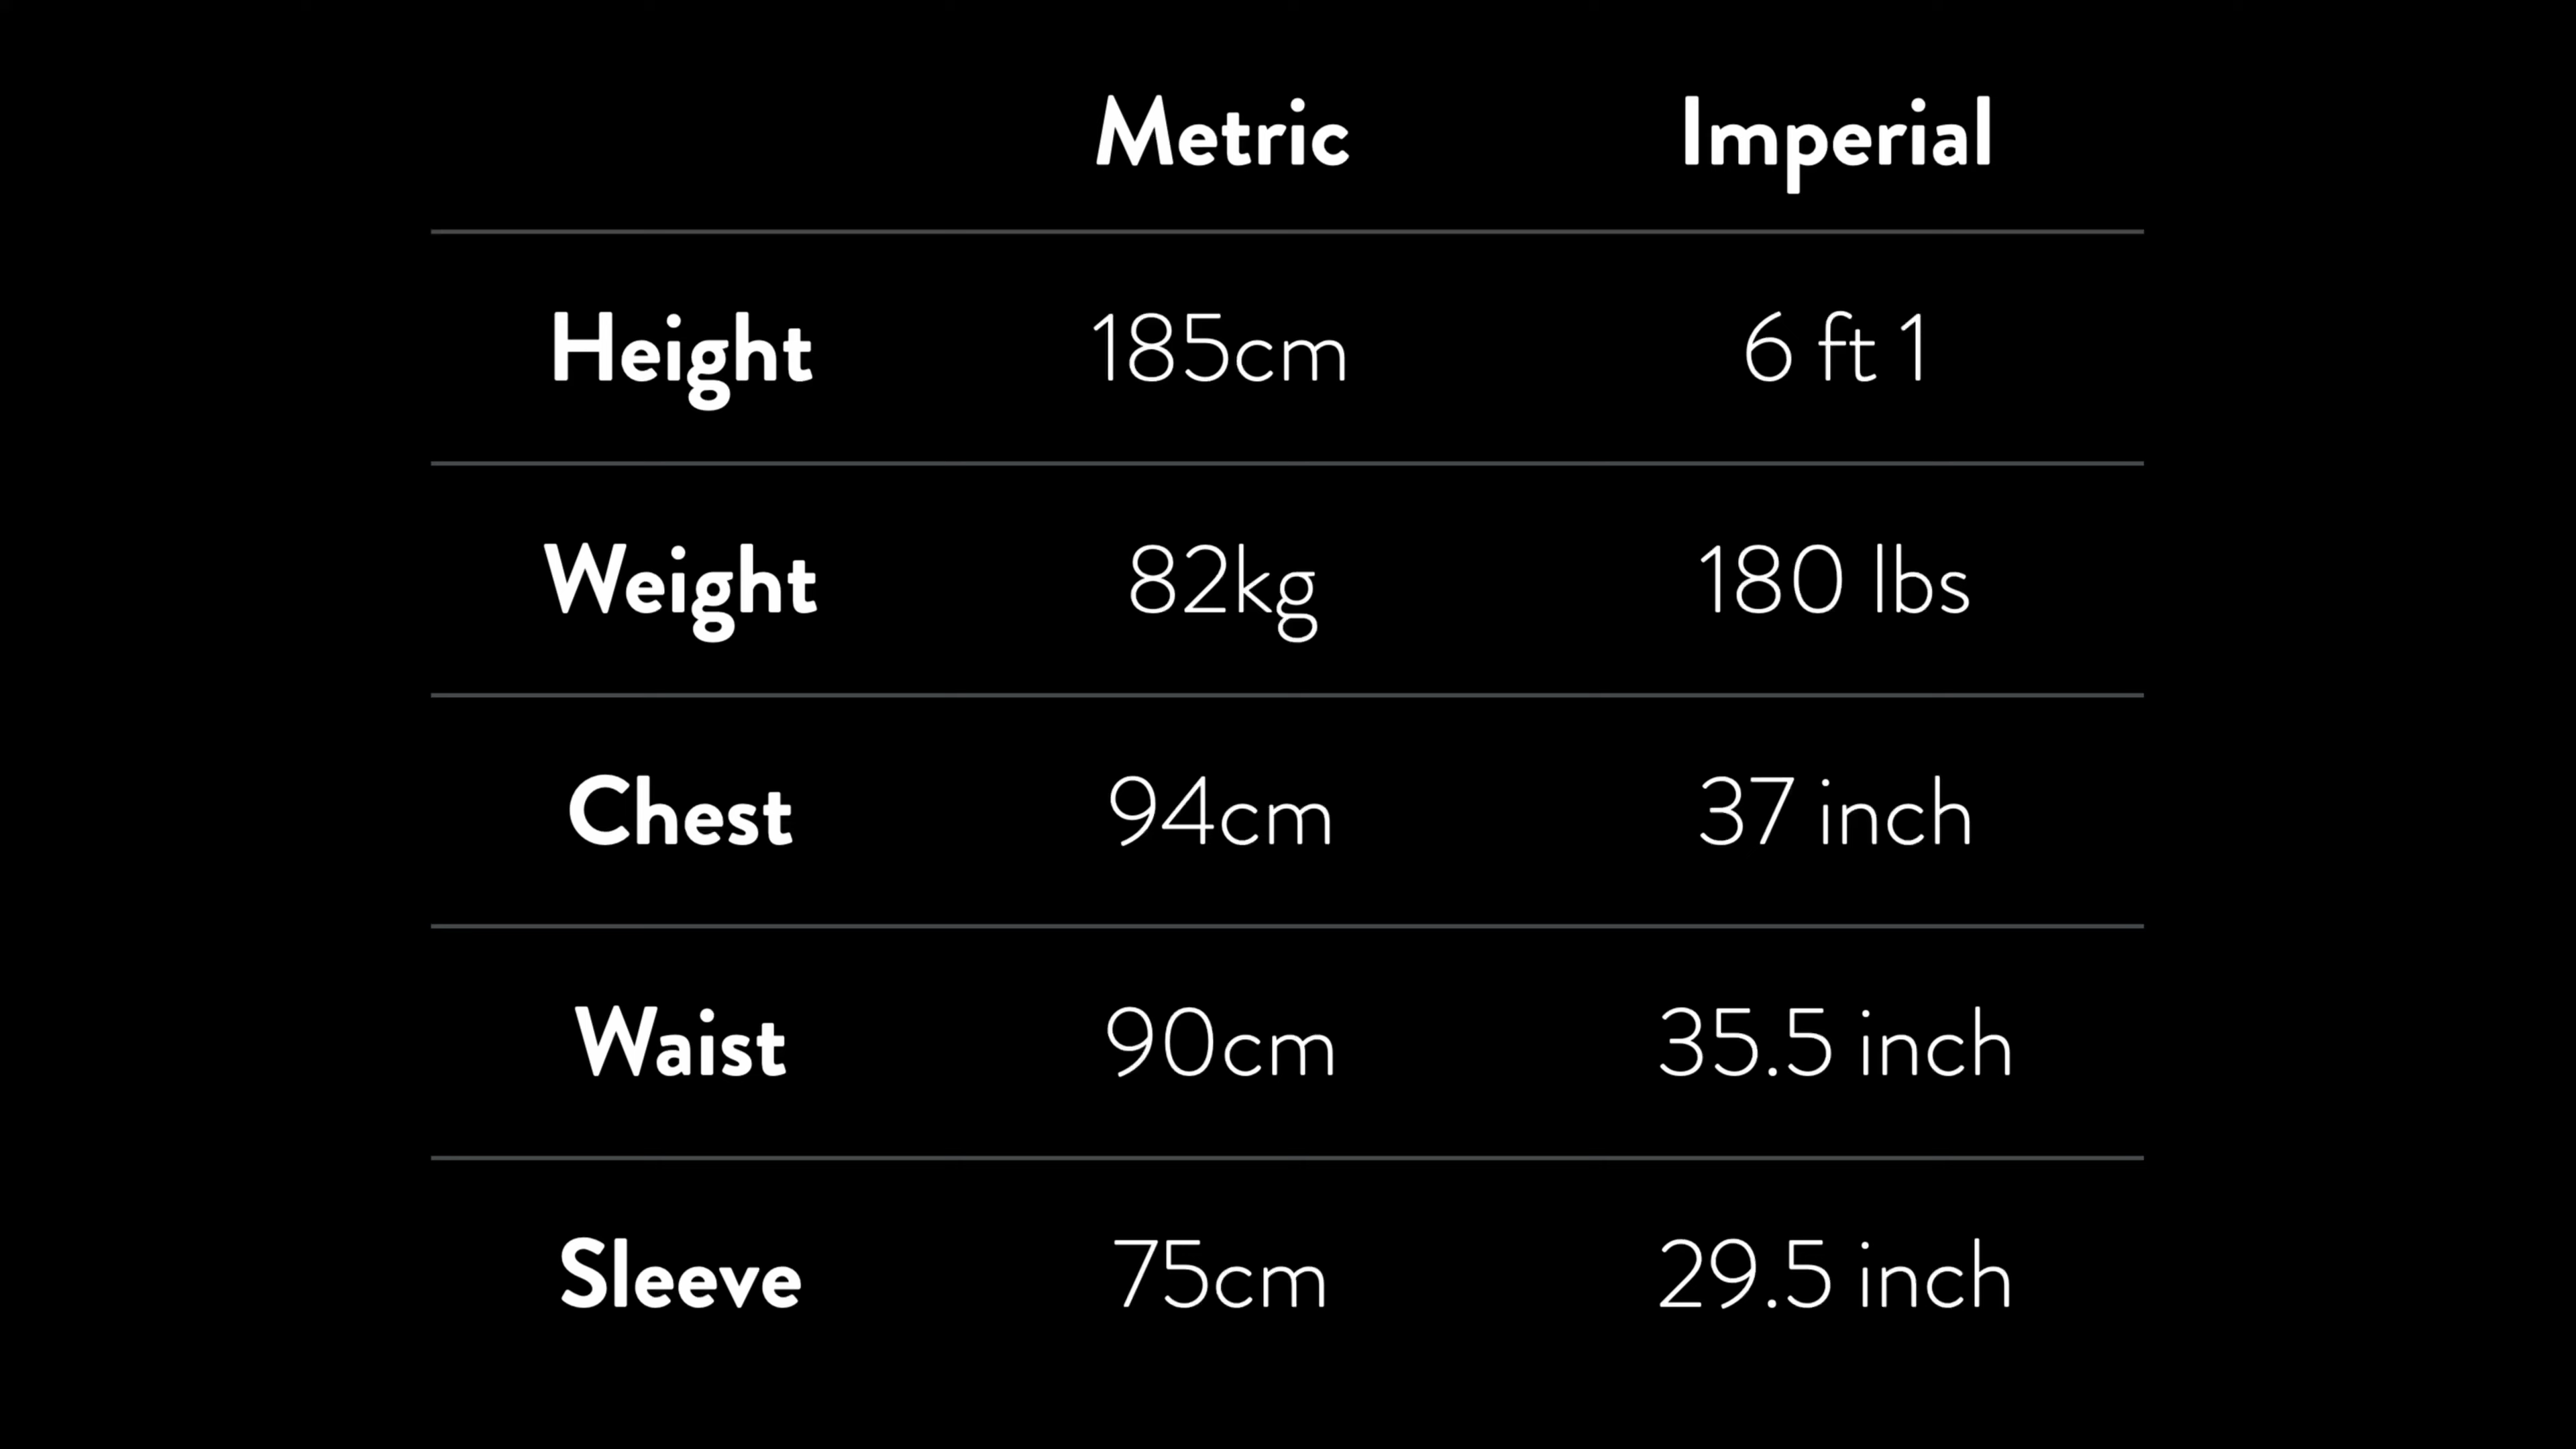 Metric Imperial
Height 185cm 6 ft 1
Weight 82kg 180 lbs
Chest 94cm 37 inch
Waist 90cm 35.5 inch
Sleeve 75cm 29.5 inch